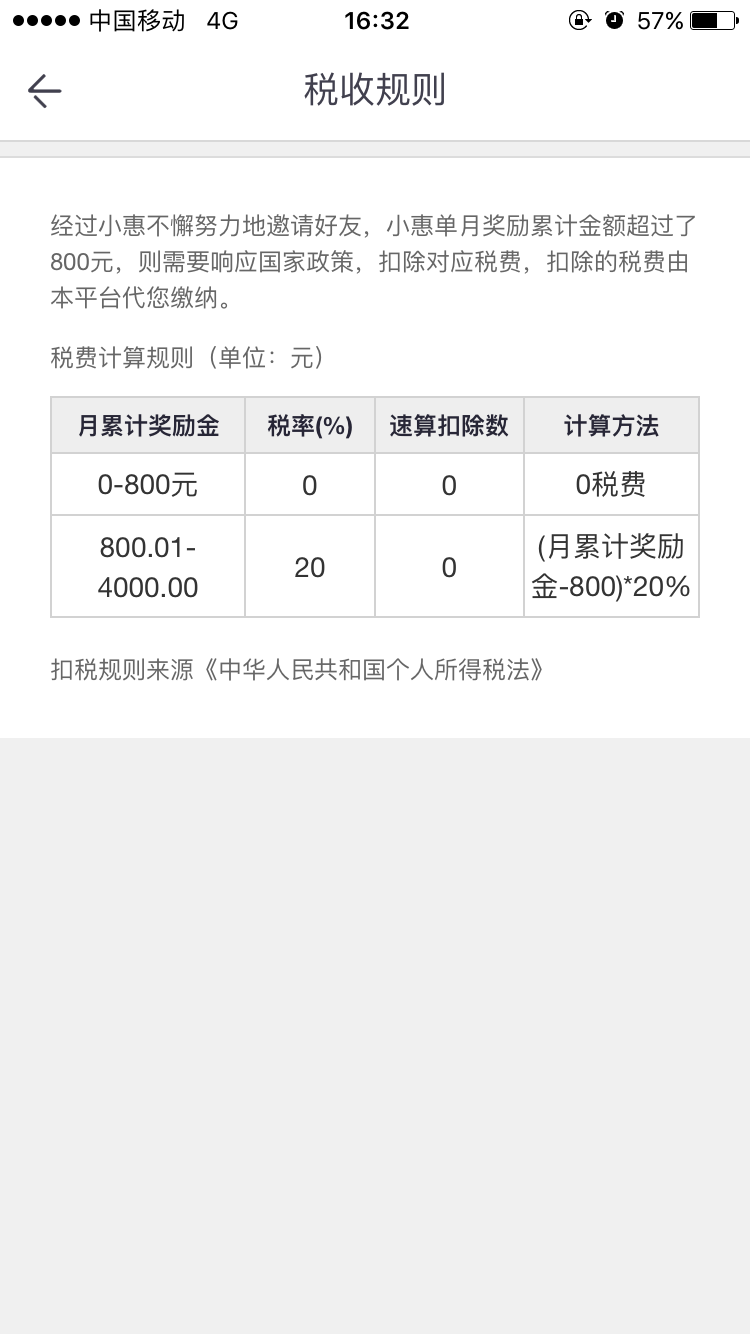 中国移动 4G 16:32 57%
税收规则
经过小惠不懈努力地邀请好友，小惠单月奖励累计金额超过了
800元，则需要响应国家政策，扣除对应税费，扣除的税费由
本平台代您缴纳。
税费计算规则（单位：元）
月累计奖励金 税率(%) 速算扣除数 计算方法
0-800元 0 0 0税费
800.01-
4000.00 20 0 (月累计奖励
金-800)*20%
扣税规则来源《中华人民共和国个人所得税法》